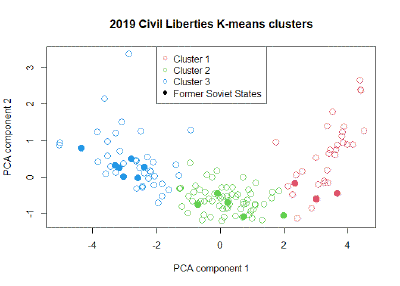 2019 Civil Liberties K-means clusters
Cluster 1
Cluster 2
Cluster 3
Former Soviet States
PCA component 2
3
2
1
0
-1
-4
-2
0
2
4
PCA component 1